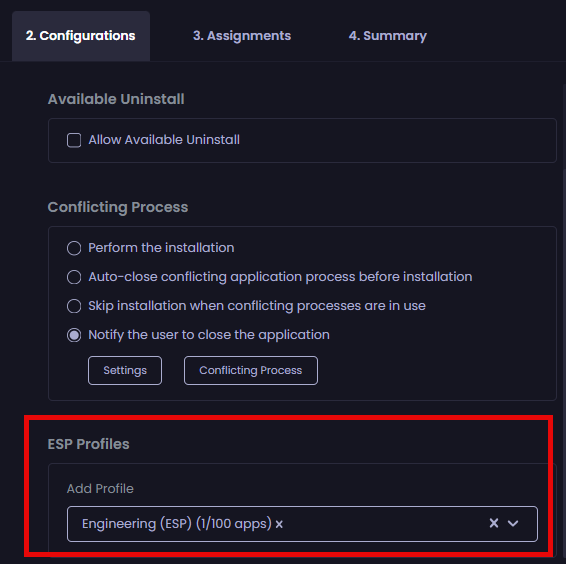 2. Configurations 3. Assignments 4. Summary
Available Uninstall
Allow Available Uninstall
Conflicting Process
Perform the installation
Auto-close conflicting application process before installation
Skip installation when conflicting processes are in use
Notify the user to close the application
Settings Conflicting Process
ESP Profiles
Add Profile
Engineering (ESP) (1/100 apps)